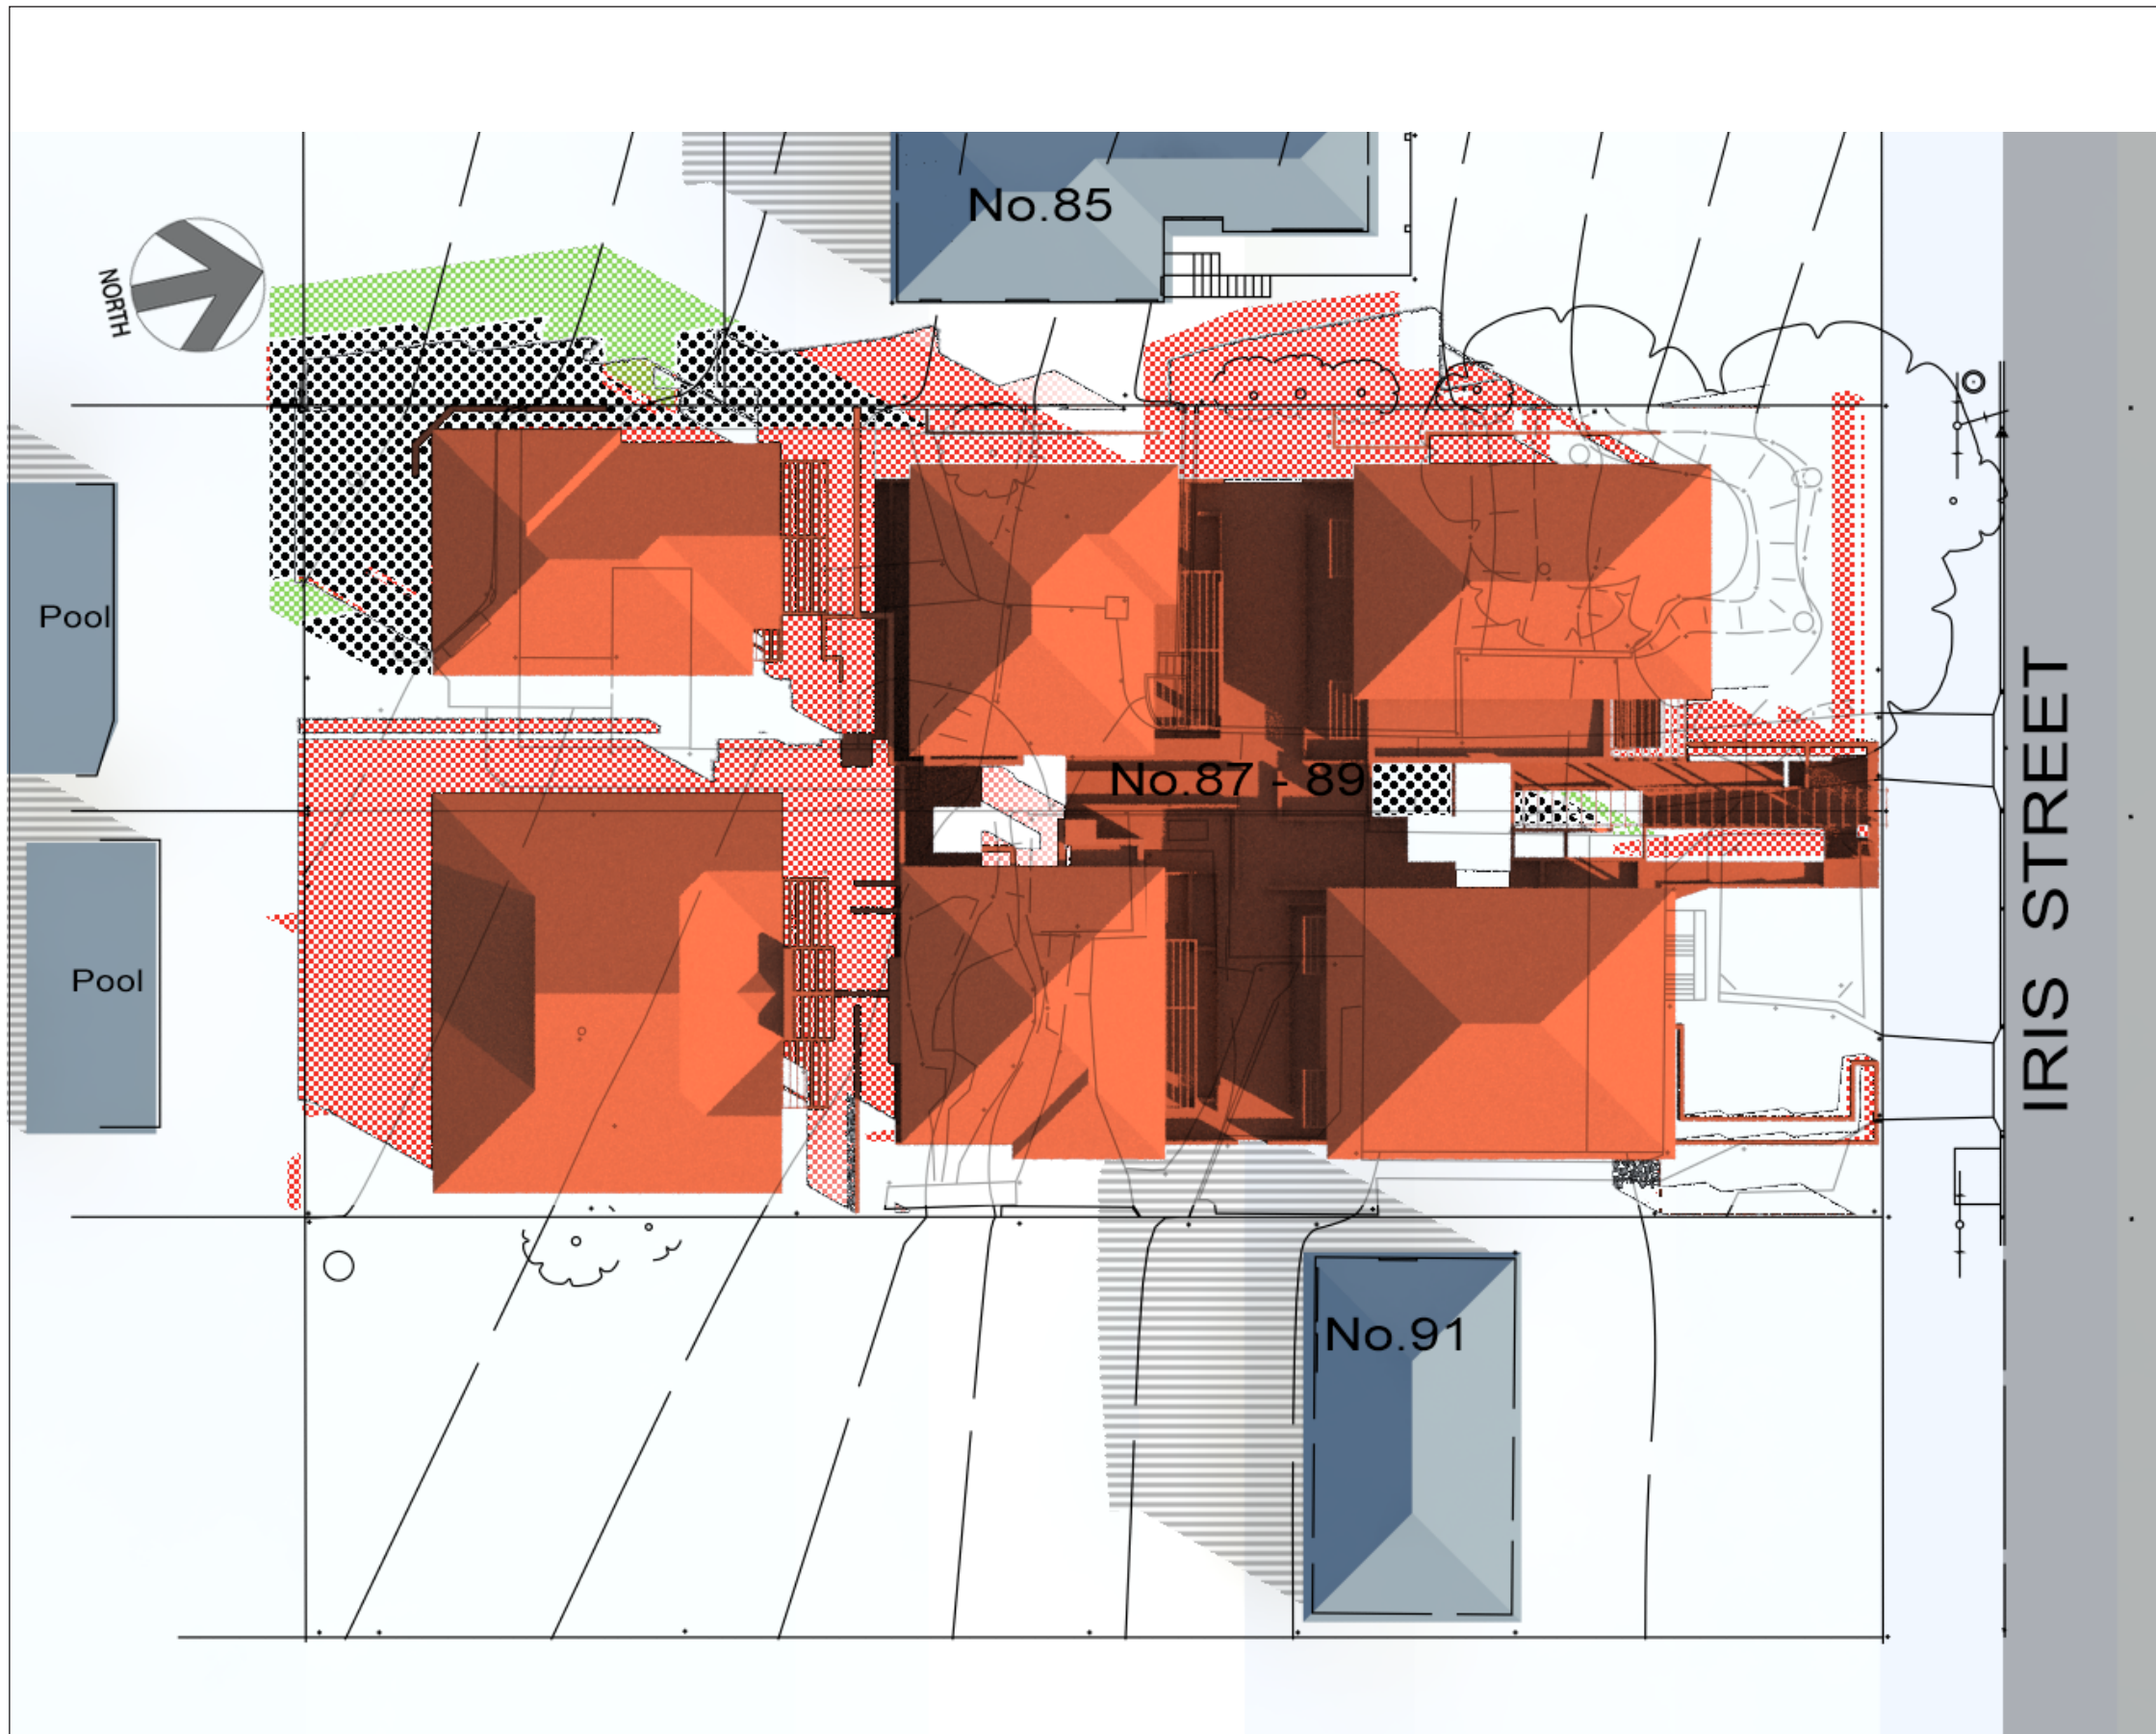 No.85
NORTH
Pool
No.87 - 89
Pool
IRIS STREET
No.91